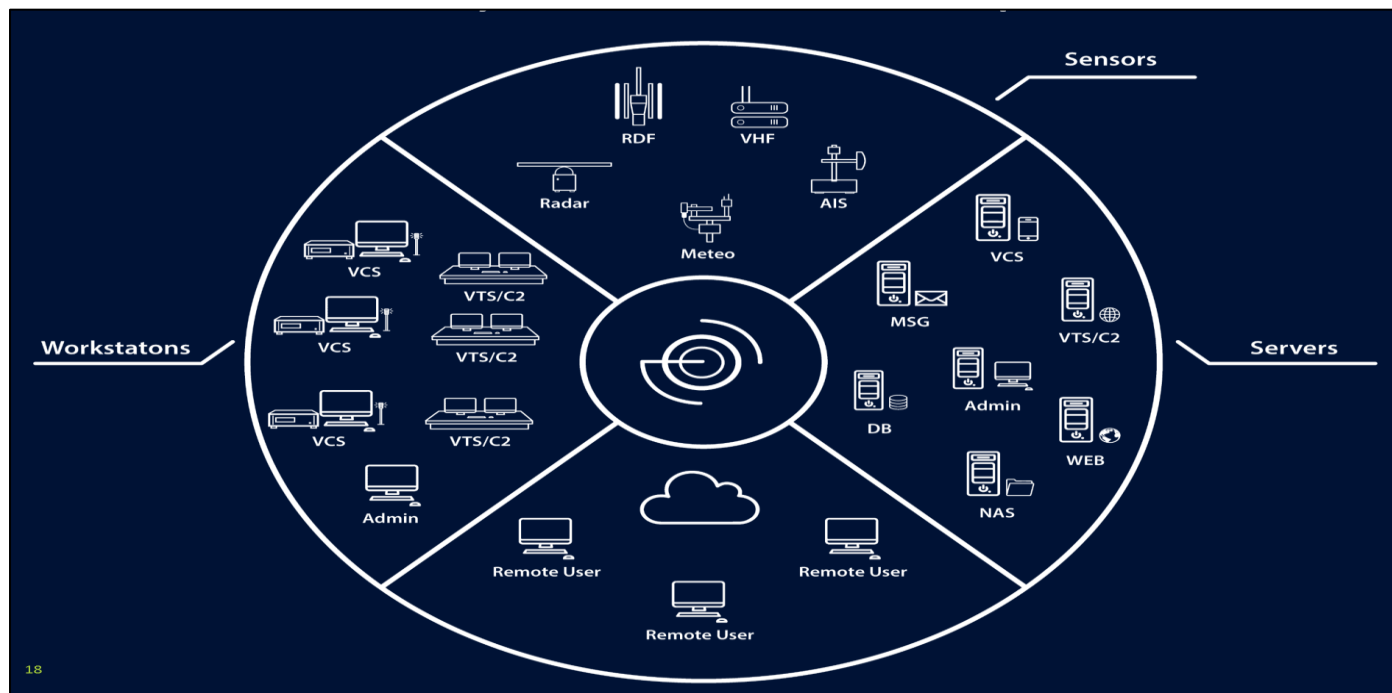 Sensors
RDF
VHF
Radar
AIS
Meteo
VCS
VTS/C2
VCS
VTS/C2
VCS
VTS/C2
Admin
Workstatons
VCS
MSG
VTS/C2
Admin
DB
WEB
NAS
Servers
Remote User
Remote User
Remote User
18